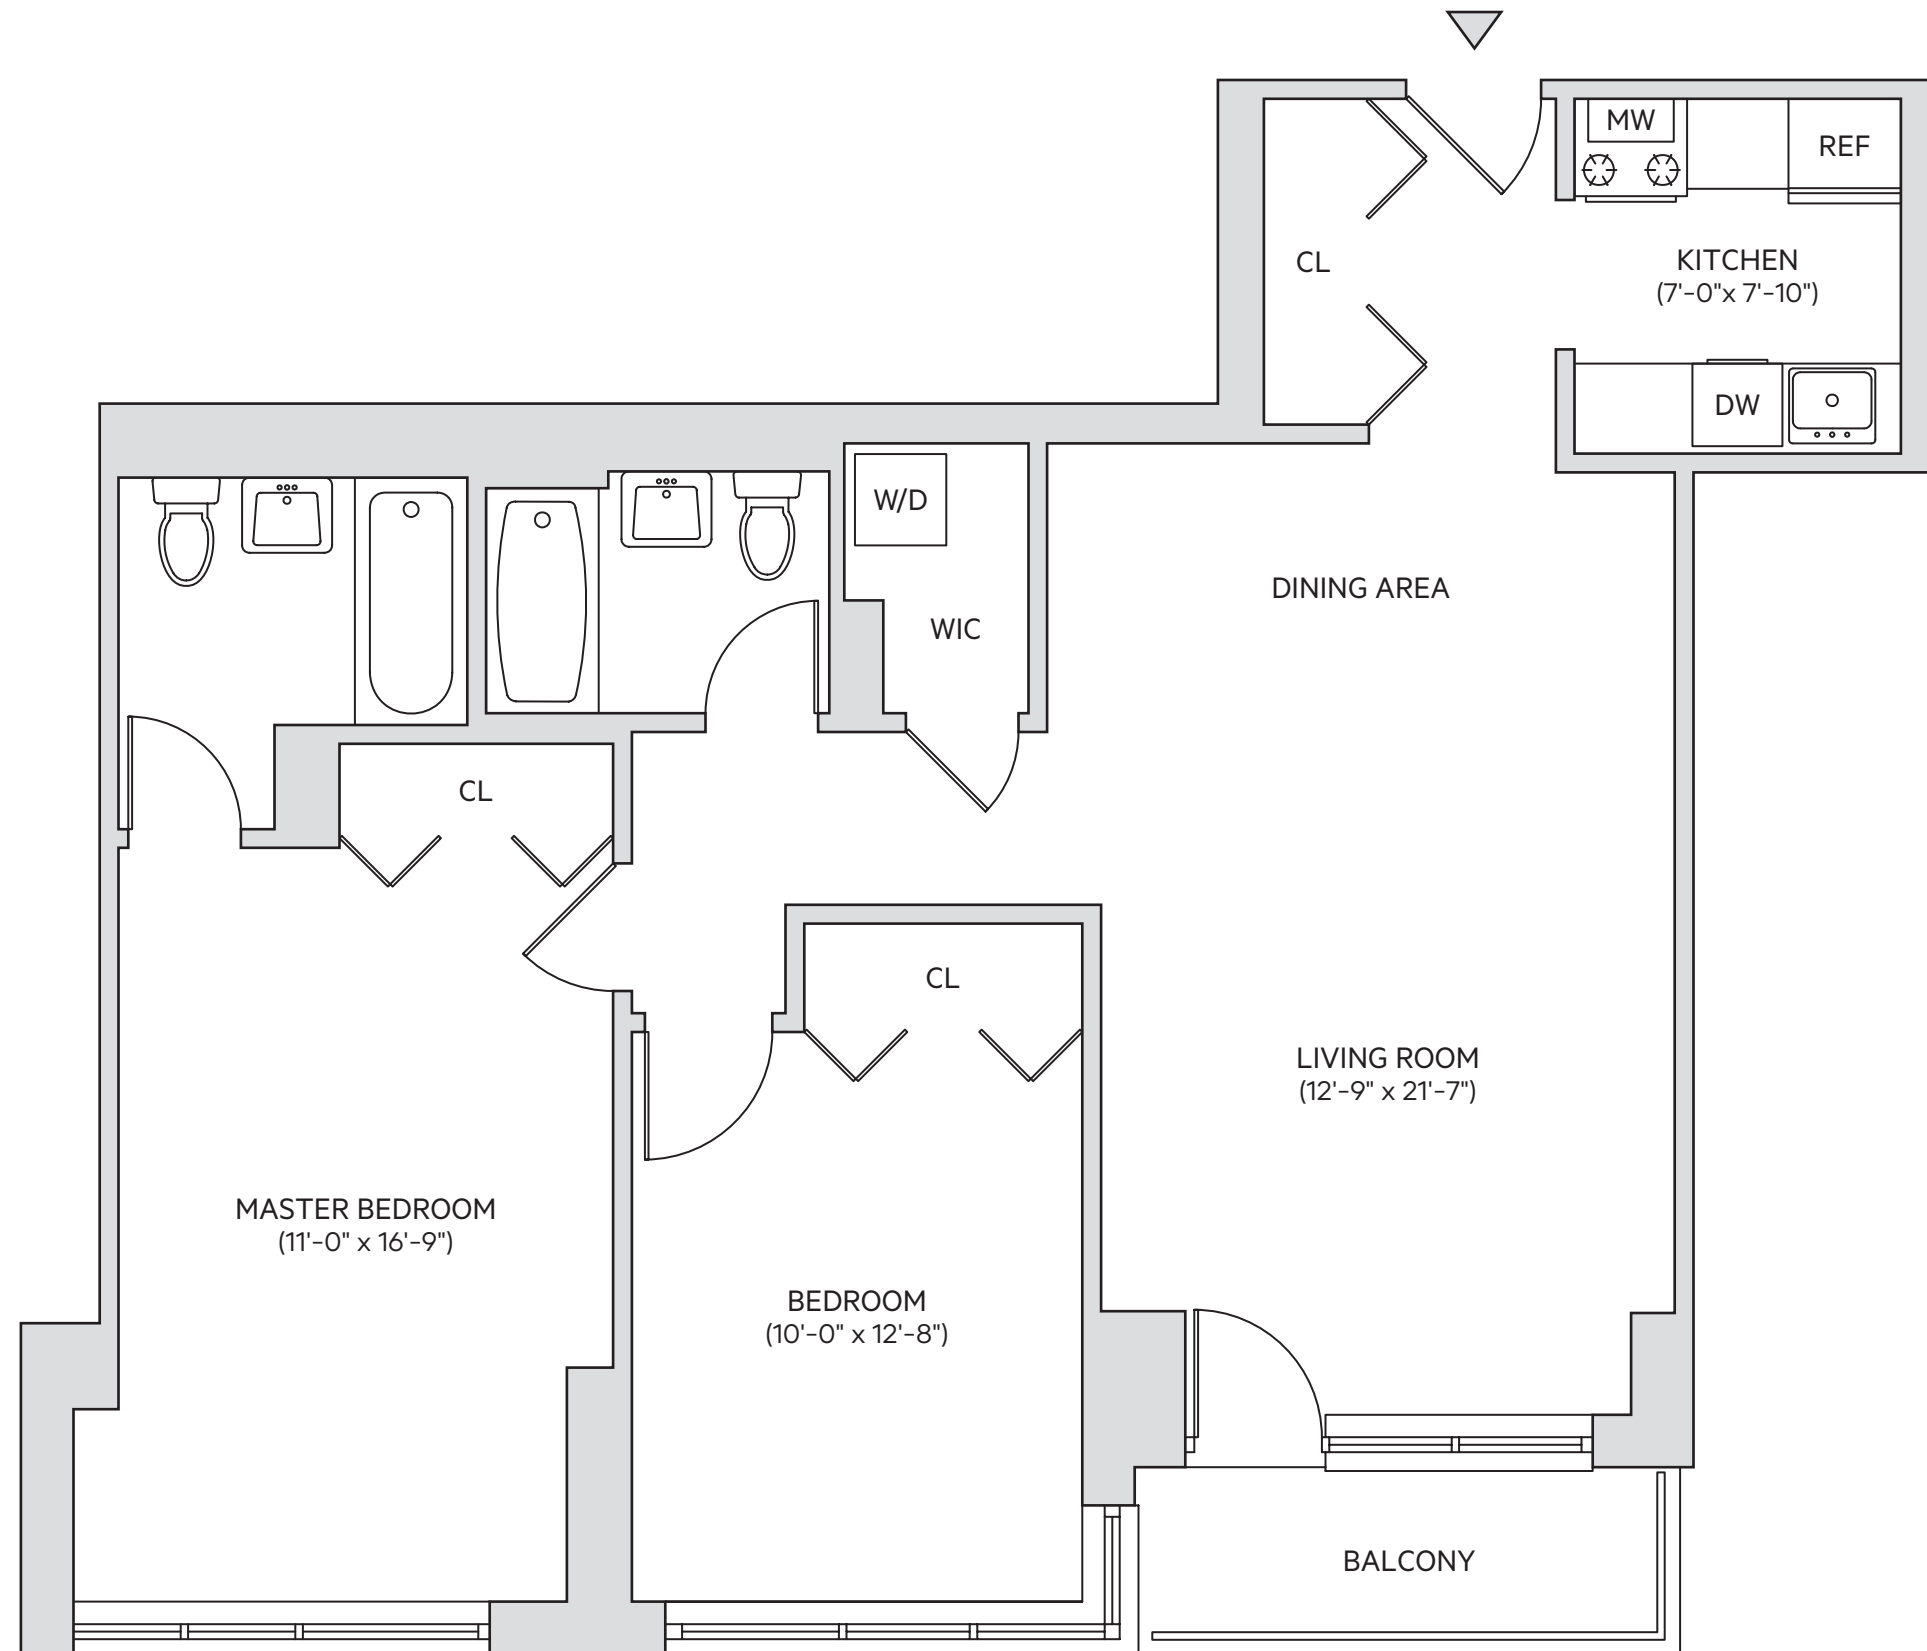 MW
REF
CL
KITCHEN
(7'-0"x 7'-10")
DW
W/D
WIC
DINING AREA
CL
CL
LIVING ROOM
(12'-9" x 21'-7")
MASTER BEDROOM
(11'-0" x 16'-9")
BEDROOM
(10'-0" x 12'-8")
BALCONY